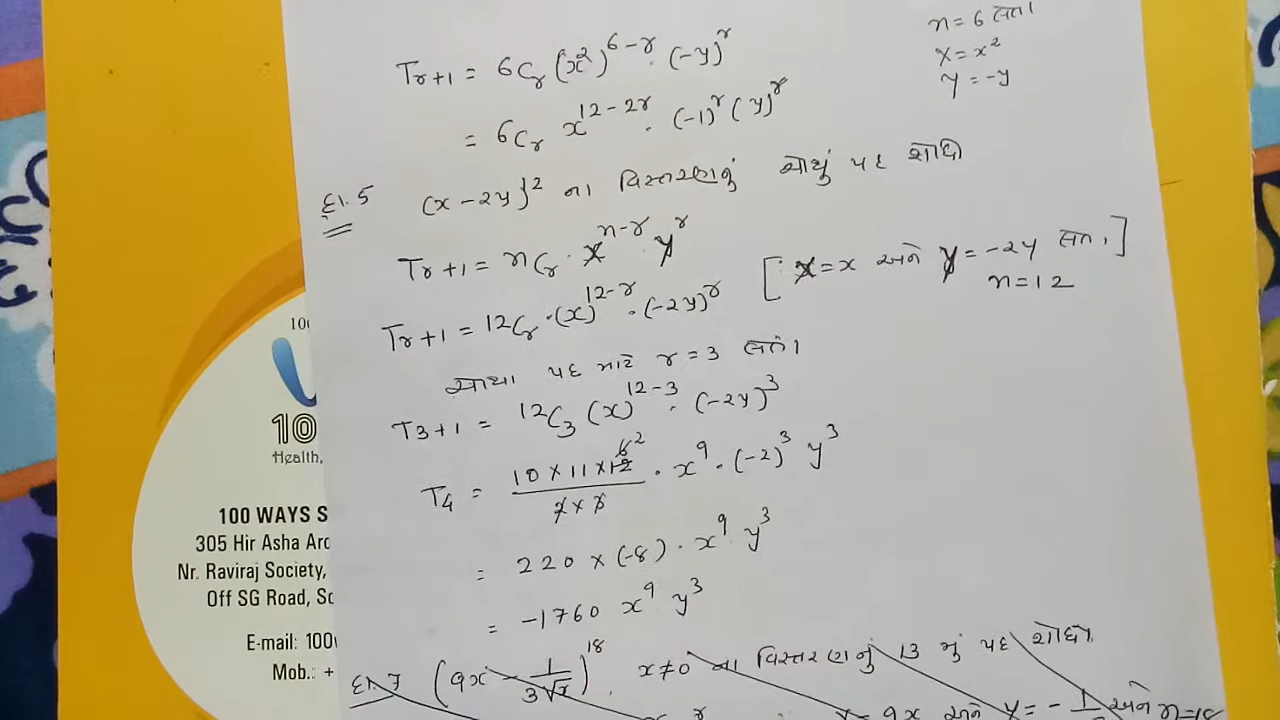 n = 6 લેતા
Tr+1 = 6Cr (x²)^6-r · (-y)^r
X = x²
Y = -y
= 6Cr x^12-2r · (-1)^r (y)^r
દા. 5 (x - 2y)^2 ના વિસ્તરણનું ચોથું પદ શોધો
Tr+1 = nCr · X^n-r Y^r
[ X = x અને Y = -2y લેતા, ]
n = 12
Tr+1 = 12Cr · (x)^12-r · (-2y)^r
ચોથા પદ માટે r = 3 લેતાં
T3+1 = 12C3 (x)^12-3 · (-2y)^3
T4 = 10 × 11 × 12 / 2 × 3 · x^9 · (-2)^3 y^3
= 220 × (-8) · x^9 y^3
= -1760 x^9 y^3
દા. 7 (9x - 1/3√x)^18, x ≠ 0 ના વિસ્તરણનું 13 મું પદ શોધો
10
Health,
100 WAYS S
305 Hir Asha Arc
Nr. Raviraj Society,
Off SG Road, Sc
E-mail: 100
Mob.: +